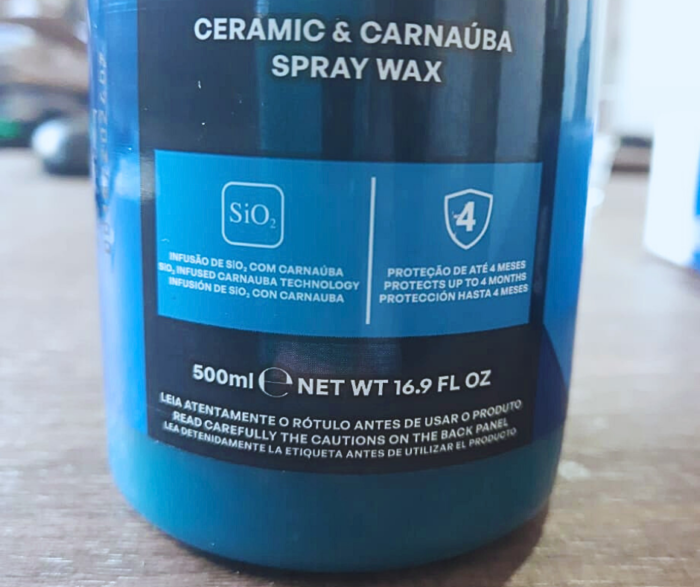 CERAMIC & CARNAÚBA
SPRAY WAX
SiO₂
INFUSÃO DE SIO₂ COM CARNAÚBA
SIO₂ INFUSED CARNAUBA TECHNOLOGY
INFUSIÓN DE SIO₂ CON CARNAUBA
4
PROTEÇÃO DE ATÉ 4 MESES
PROTECTS UP TO 4 MONTHS
PROTECCIÓN HASTA 4 MESES
500ml ℮ NET WT 16.9 FL OZ
LEIA ATENTAMENTE O RÓTULO ANTES DE USAR O PRODUTO
READ CAREFULLY THE CAUTIONS ON THE BACK PANEL
LEA DETENIDAMENTE LA ETIQUETA ANTES DE UTILIZAR EL PRODUCTO